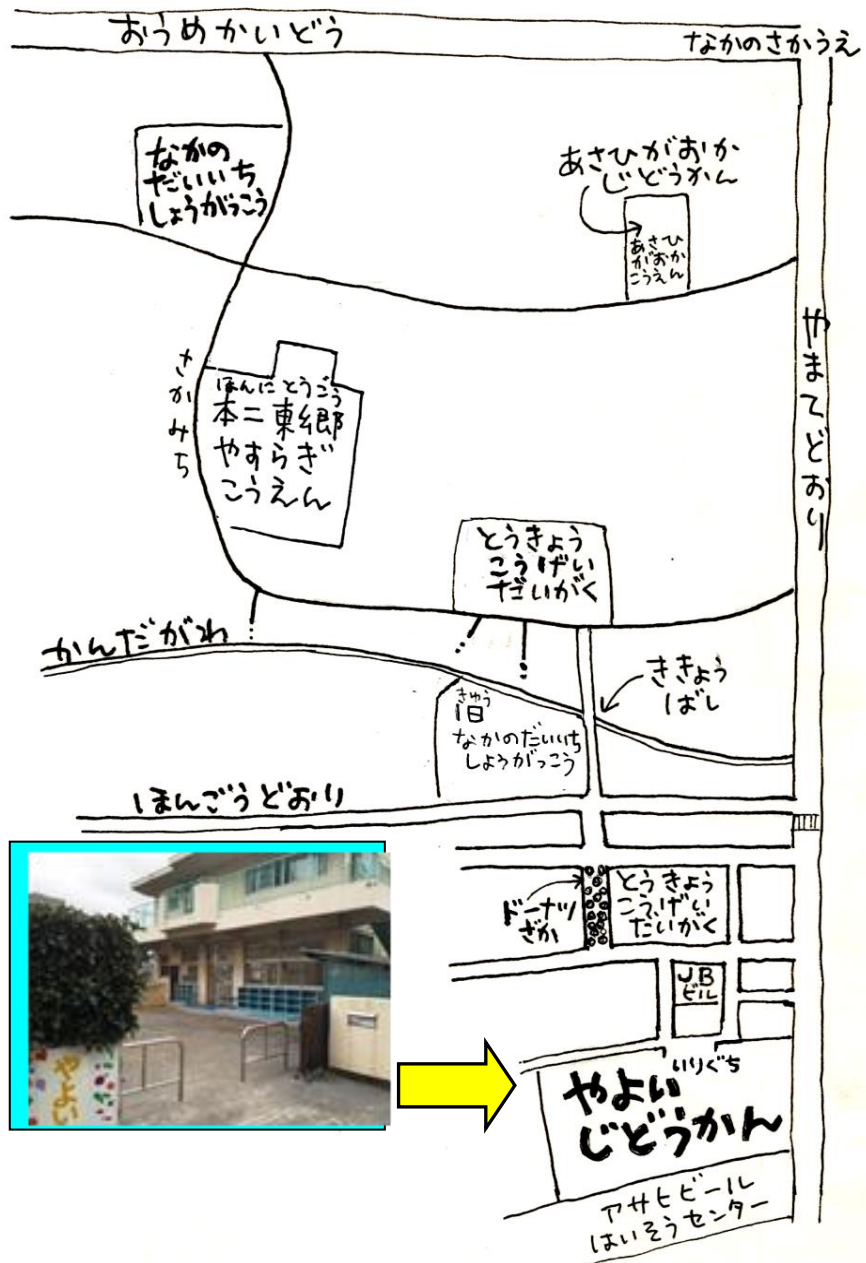 おうめかいどう
なかのさかうえ
なかの
だいいち
しょうがっこう
あさひがおか
じどうかん
あさひ
がおか
こうえん
やまてどおり
さかみち
ほんにとうごう
本二東郷
やすらぎ
こうえん
とうきょう
こうげい
だいがく
かんだがわ
ききょう
ばし
きゅう
旧
なかのだいいち
しょうがっこう
ほんごうどおり
ドーナツ
ざか
とうきょう
こうげい
だいがく
JB
ビル
やよい
いりぐち
やよい
じどうかん
アサヒビール
はいそうセンター